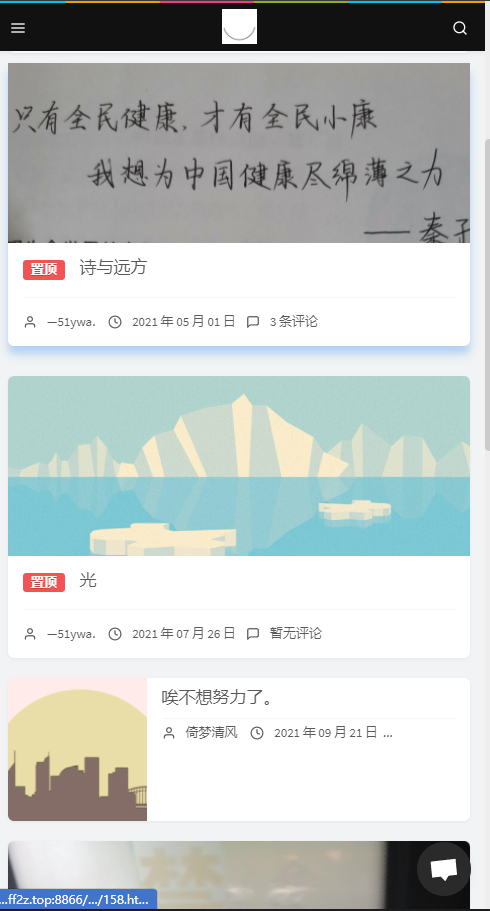 只有全民健康，才有全民小康
我想为中国健康尽绵薄之力
——秦子
置顶 诗与远方
—51ywa. 2021 年 05 月 01 日 3 条评论
置顶 光
—51ywa. 2021 年 07 月 26 日 暂无评论
唉不想努力了。
倚梦清风 2021 年 09 月 21 日 ...
...ff2z.top:8866/.../158.ht...